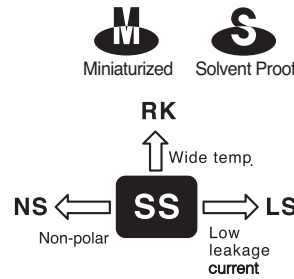 M S
Miniaturized Solvent Proof
RK
Wide temp.
NS SS LS
Non-polar Low
leakage
current